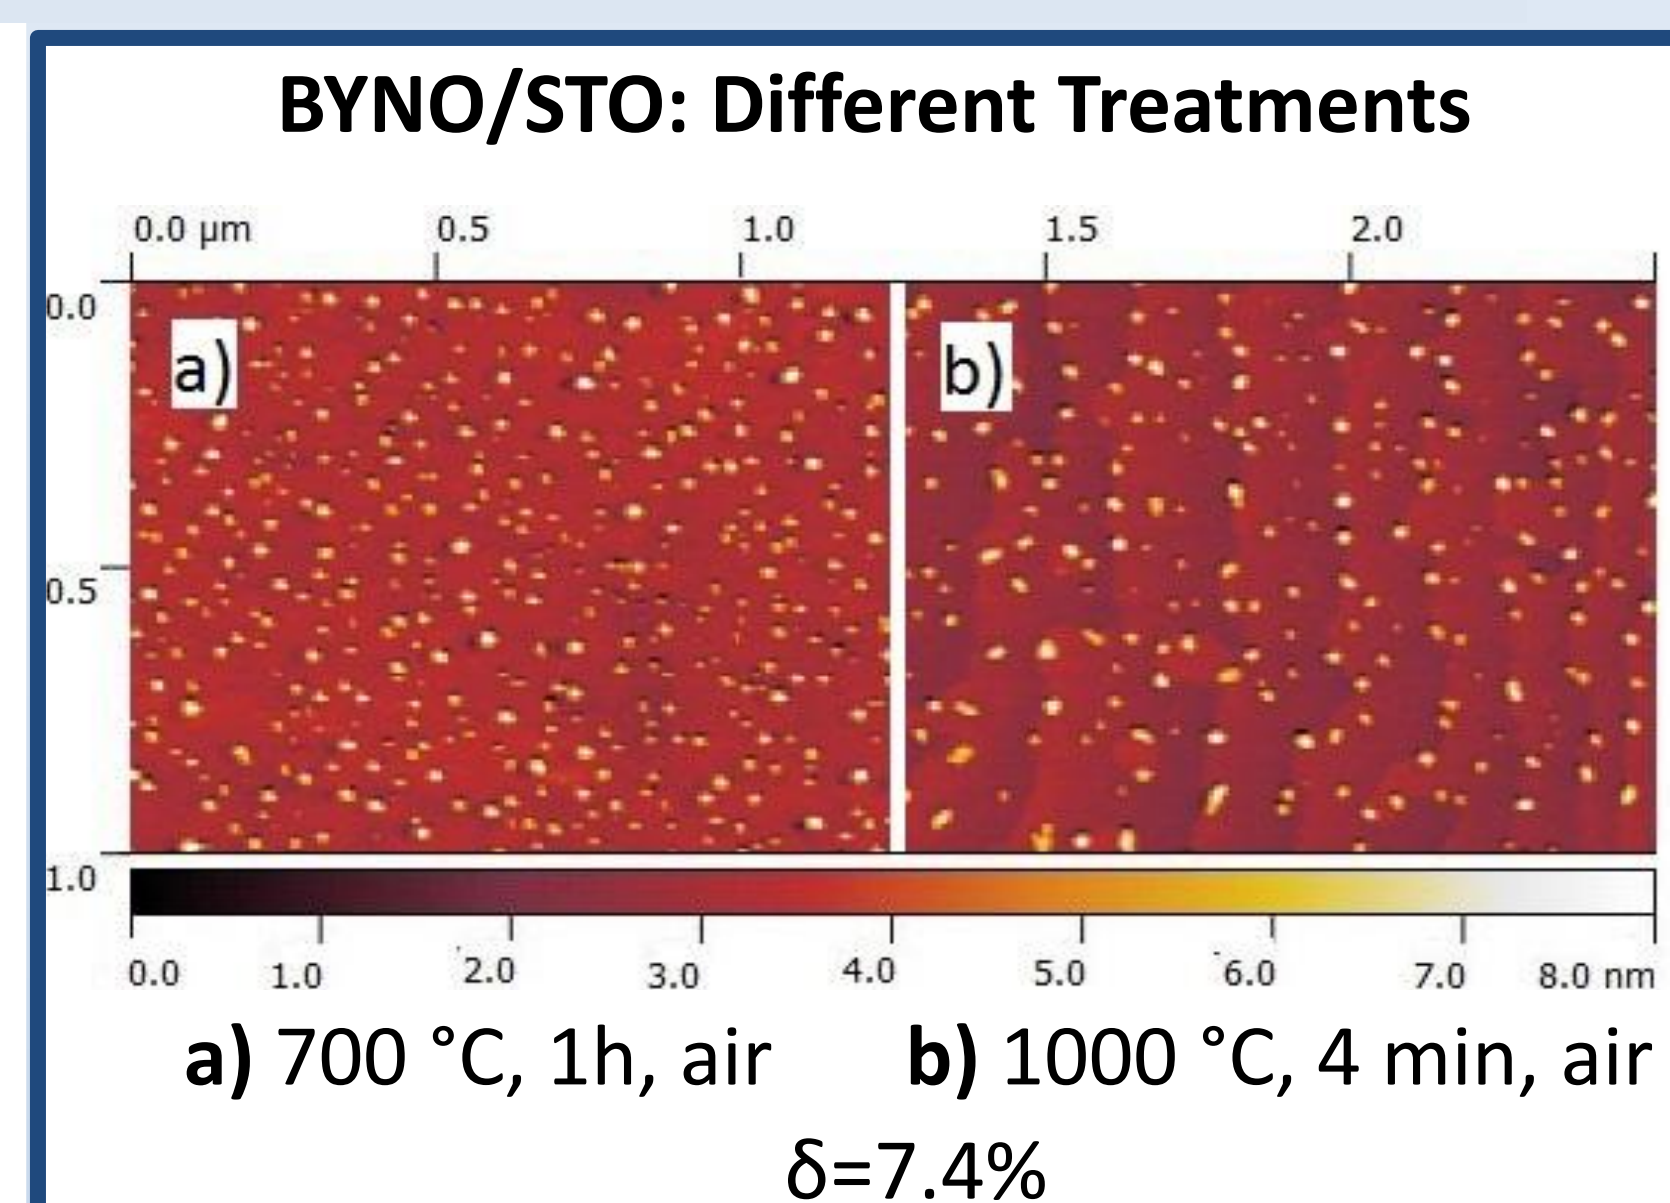 BYNO/STO: Different Treatments
0.0 µm 0.5 1.0 1.5 2.0
0.0
a) b)
0.5
1.0
0.0 1.0 2.0 3.0 4.0 5.0 6.0 7.0 8.0 nm
a) 700 °C, 1h, air b) 1000 °C, 4 min, air
δ=7.4%